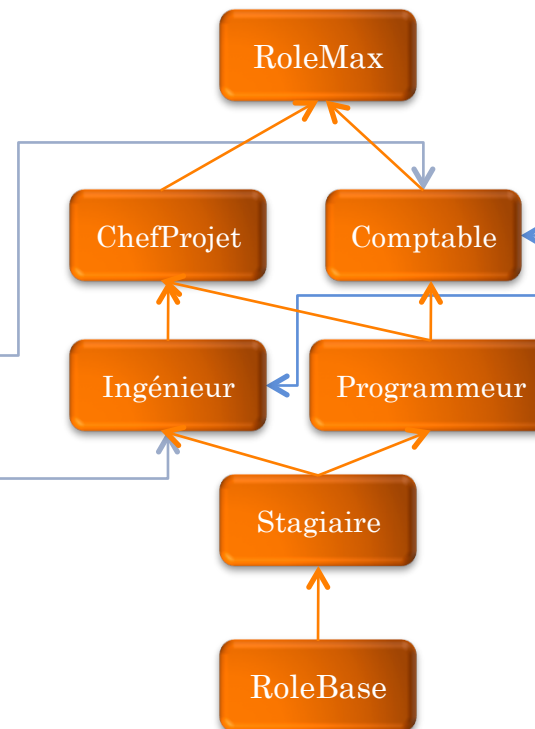 RoleMax
ChefProjet
Comptable
Ingénieur
Programmeur
Stagiaire
RoleBase